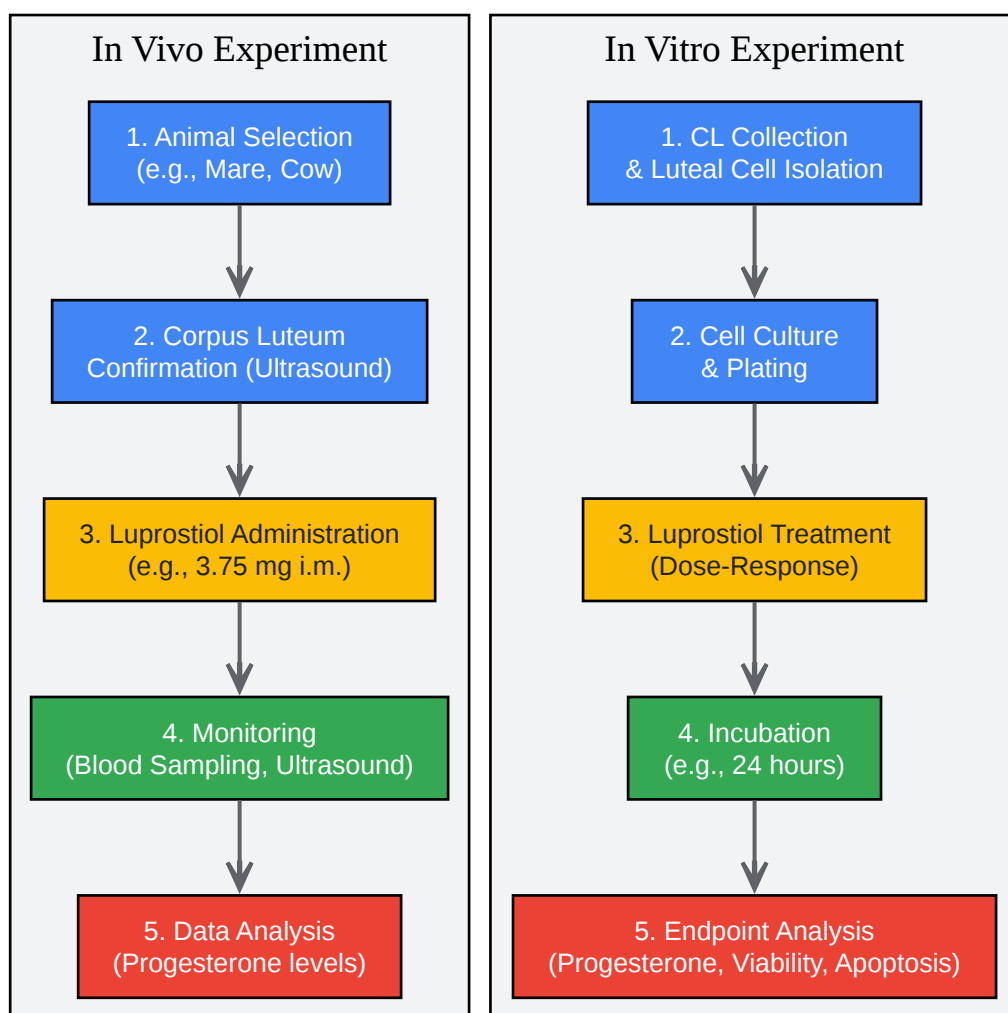 In Vivo Experiment
1. Animal Selection
(e.g., Mare, Cow)
2. Corpus Luteum
Confirmation (Ultrasound)
3. Luprostiol Administration
(e.g., 3.75 mg i.m.)
4. Monitoring
(Blood Sampling, Ultrasound)
5. Data Analysis
(Progesterone levels)
In Vitro Experiment
1. CL Collection
& Luteal Cell Isolation
2. Cell Culture
& Plating
3. Luprostiol Treatment
(Dose-Response)
4. Incubation
(e.g., 24 hours)
5. Endpoint Analysis
(Progesterone, Viability, Apoptosis)